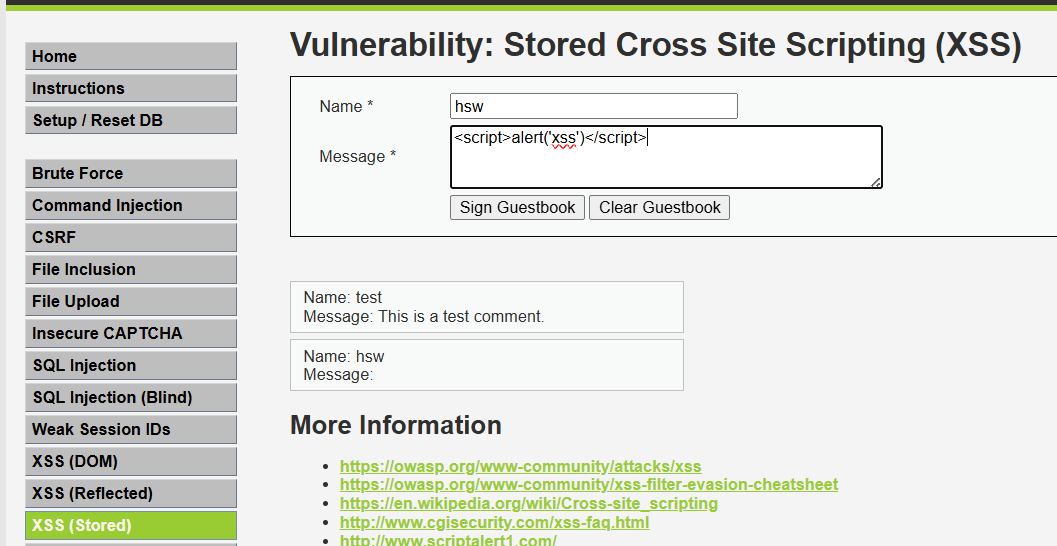 Home
Instructions
Setup / Reset DB
Brute Force
Command Injection
CSRF
File Inclusion
File Upload
Insecure CAPTCHA
SQL Injection
SQL Injection (Blind)
Weak Session IDs
XSS (DOM)
XSS (Reflected)
XSS (Stored)
Vulnerability: Stored Cross Site Scripting (XSS)
Name * hsw
Message * <script>alert('xss')</script>
Sign Guestbook Clear Guestbook
Name: test
Message: This is a test comment.
Name: hsw
Message:
More Information
https://owasp.org/www-community/attacks/xss
https://owasp.org/www-community/xss-filter-evasion-cheatsheet
https://en.wikipedia.org/wiki/Cross-site_scripting
http://www.cgisecurity.com/xss-faq.html
http://www.scriptalert1.com/